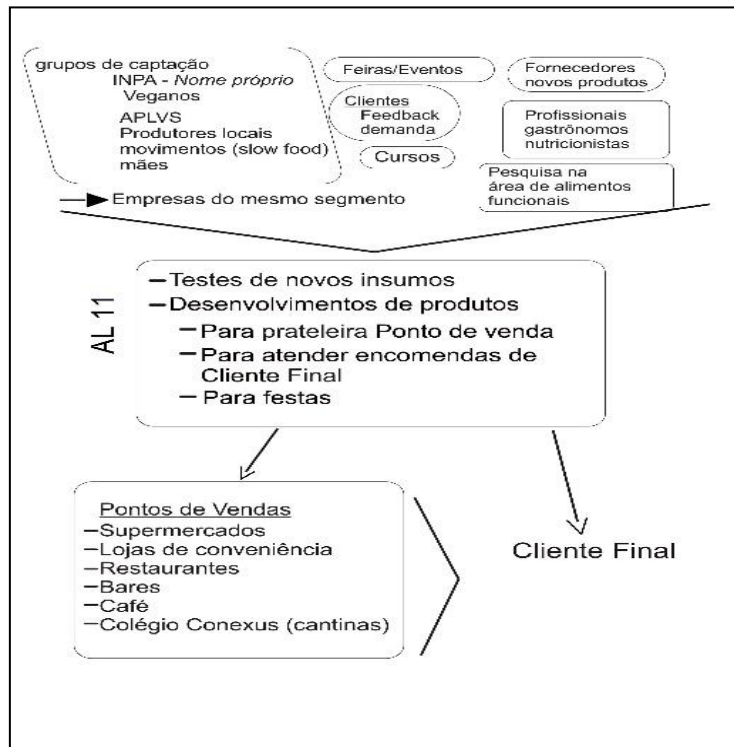 grupos de captação
INPA - Nome próprio
Veganos
APLVS
Produtores locais
movimentos (slow food)
mães
Empresas do mesmo segmento
Feiras/Eventos
Clientes
Feedback
demanda
Cursos
Fornecedores
novos produtos
Profissionais
gastrônomos
nutricionistas
Pesquisa na
área de alimentos
funcionais
AL 11
–Testes de novos insumos
–Desenvolvimentos de produtos
– Para prateleira Ponto de venda
– Para atender encomendas de
Cliente Final
– Para festas
Pontos de Vendas
–Supermercados
–Lojas de conveniência
–Restaurantes
–Bares
–Café
–Colégio Conexus (cantinas)
Cliente Final